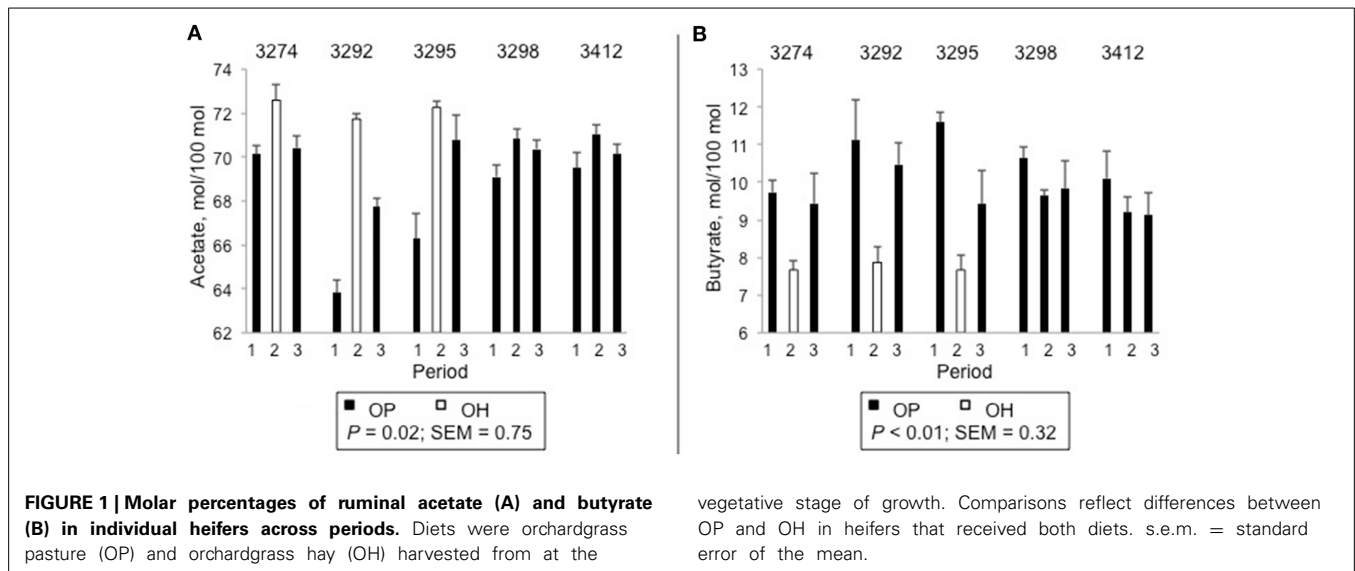 A
3274 3292 3295 3298 3412
74
72
70
68
66
64
62
Acetate, mol/100 mol
1 2 3 1 2 3 1 2 3 1 2 3 1 2 3
Period
OP OH
P = 0.02; SEM = 0.75
B
3274 3292 3295 3298 3412
13
12
11
10
9
8
7
6
Butyrate, mol/100 mol
1 2 3 1 2 3 1 2 3 1 2 3 1 2 3
Period
OP OH
P < 0.01; SEM = 0.32
FIGURE 1 | Molar percentages of ruminal acetate (A) and butyrate
(B) in individual heifers across periods. Diets were orchardgrass
pasture (OP) and orchardgrass hay (OH) harvested from at the
vegetative stage of growth. Comparisons reflect differences between
OP and OH in heifers that received both diets. s.e.m. = standard
error of the mean.